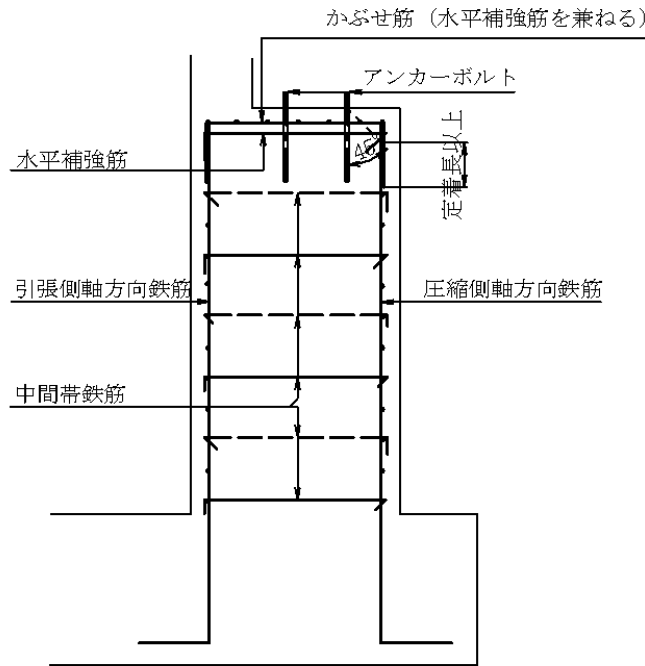 かぶせ筋（水平補強筋を兼ねる）
アンカーボルト
45°
定着長以上
水平補強筋
引張側軸方向鉄筋
圧縮側軸方向鉄筋
中間帯鉄筋